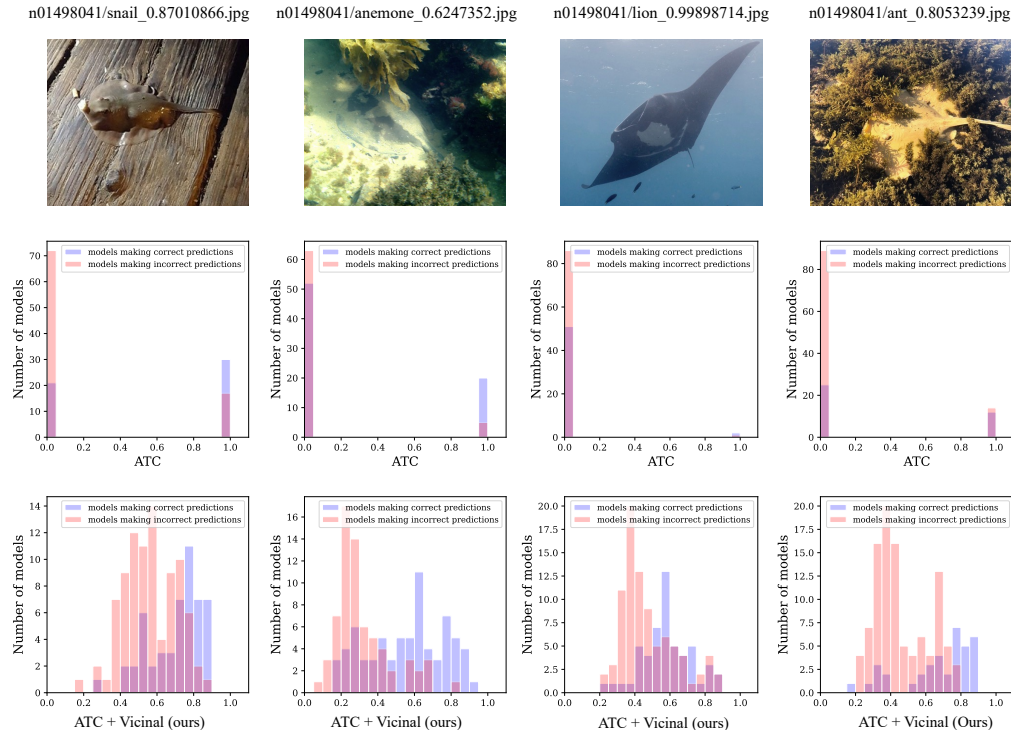 n01498041/snail_0.87010866.jpg
n01498041/anemone_0.6247352.jpg
n01498041/lion_0.99898714.jpg
n01498041/ant_0.8053239.jpg
models making correct predictions
models making incorrect predictions
Number of models
70
60
50
40
30
20
10
0
0.0 0.2 0.4 0.6 0.8 1.0
ATC
models making correct predictions
models making incorrect predictions
Number of models
60
50
40
30
20
10
0
0.0 0.2 0.4 0.6 0.8 1.0
ATC
models making correct predictions
models making incorrect predictions
Number of models
80
60
40
20
0
0.0 0.2 0.4 0.6 0.8 1.0
ATC
models making correct predictions
models making incorrect predictions
Number of models
80
60
40
20
0
0.0 0.2 0.4 0.6 0.8 1.0
ATC
models making correct predictions
models making incorrect predictions
Number of models
14
12
10
8
6
4
2
0
0.0 0.2 0.4 0.6 0.8 1.0
ATC + Vicinal (ours)
models making correct predictions
models making incorrect predictions
Number of models
16
14
12
10
8
6
4
2
0
0.0 0.2 0.4 0.6 0.8 1.0
ATC + Vicinal (ours)
models making correct predictions
models making incorrect predictions
Number of models
20.0
17.5
15.0
12.5
10.0
7.5
5.0
2.5
0.0
0.0 0.2 0.4 0.6 0.8 1.0
ATC + Vicinal (ours)
models making correct predictions
models making incorrect predictions
Number of models
20.0
17.5
15.0
12.5
10.0
7.5
5.0
2.5
0.0
0.0 0.2 0.4 0.6 0.8 1.0
ATC + Vicinal (Ours)